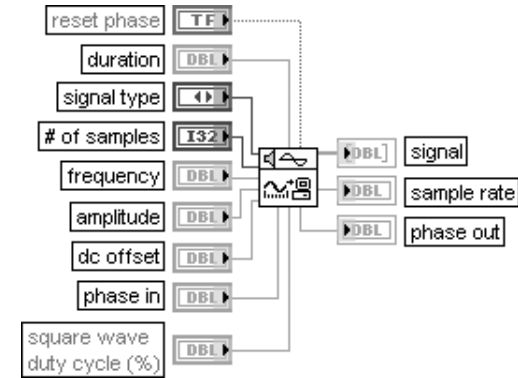 reset phase TF
duration DBL
signal type
# of samples I32
frequency DBL
amplitude DBL
dc offset DBL
phase in DBL
square wave
duty cycle (%) DBL
DBL signal
DBL sample rate
DBL phase out